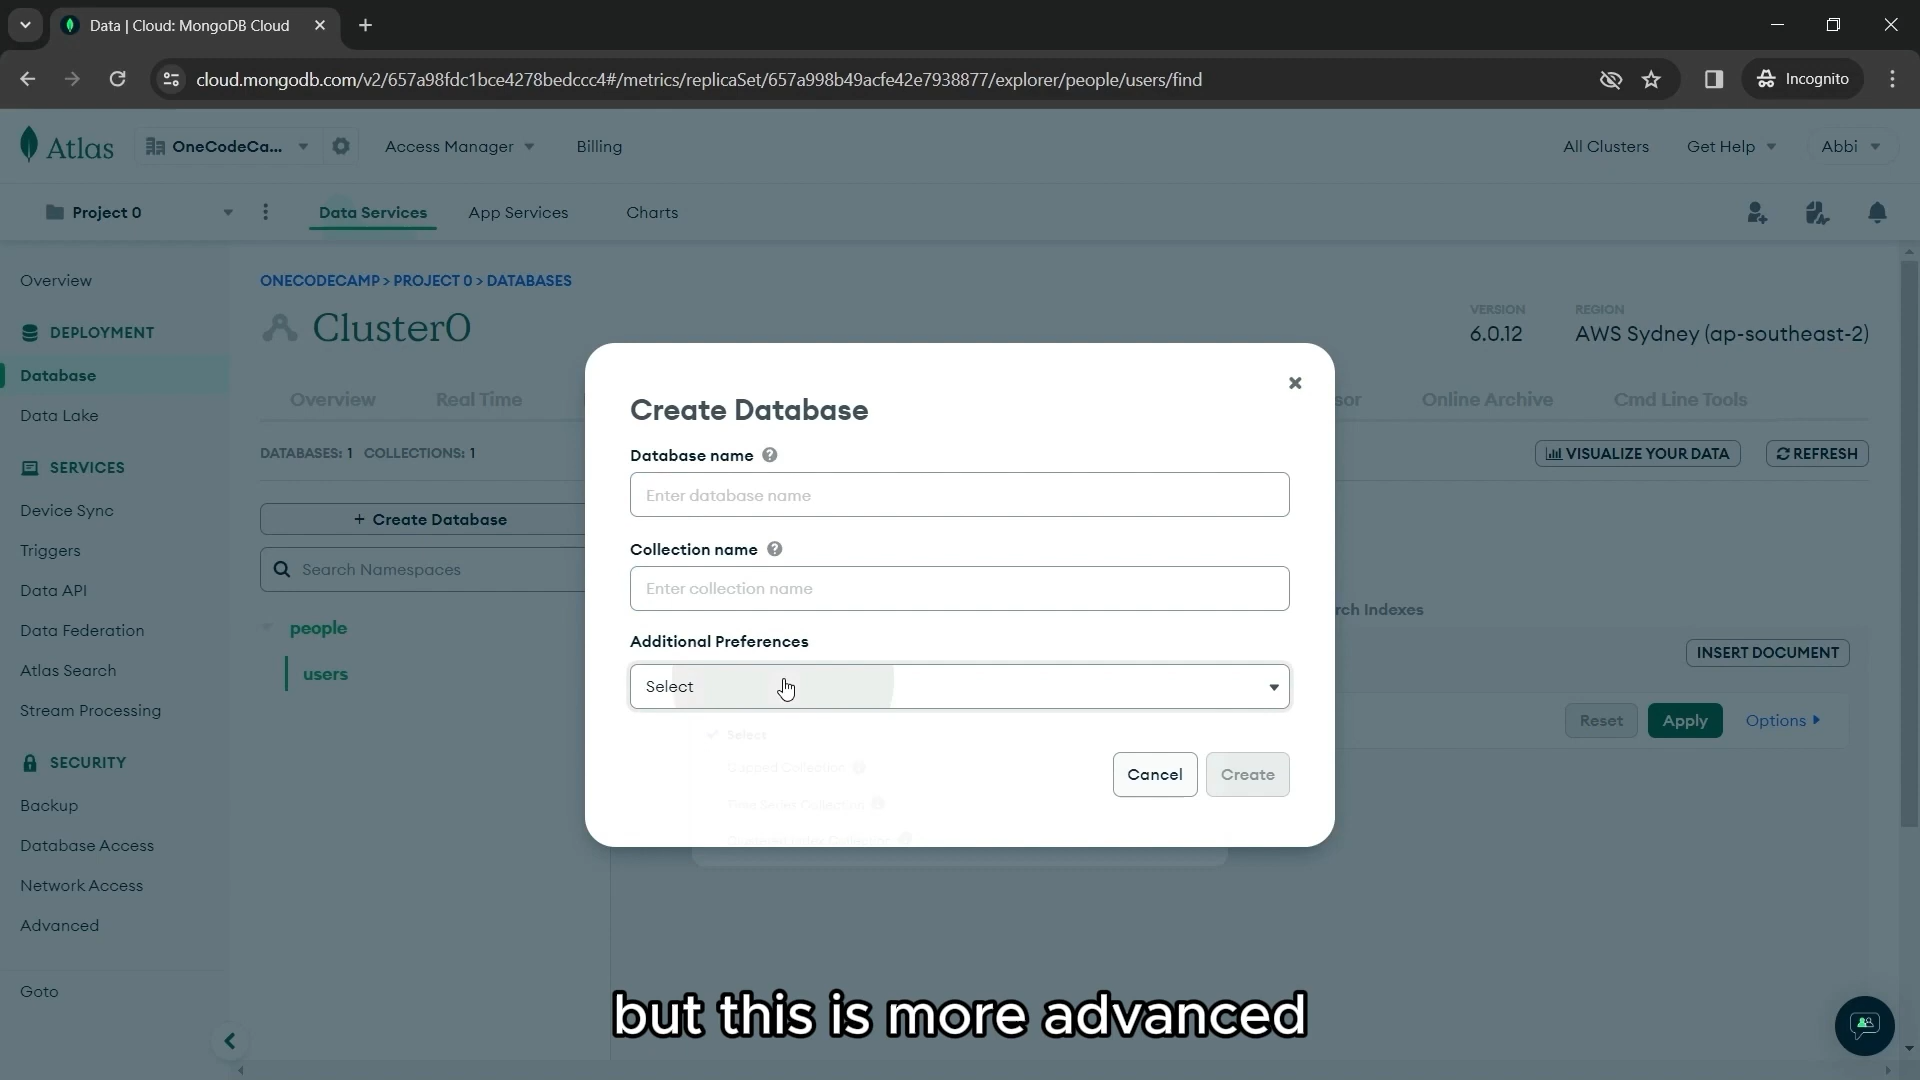 Data | Cloud: MongoDB Cloud
cloud.mongodb.com/v2/657a98fdc1bce4278bedccc4#/metrics/replicaSet/657a998b49acfe42e7938877/explorer/people/users/find
Incognito
Atlas
OneCodeCa...
Access Manager
Billing
All Clusters
Get Help
Abbi
Project 0
Data Services
App Services
Charts
Overview
DEPLOYMENT
Database
Data Lake
SERVICES
Device Sync
Triggers
Data API
Data Federation
Atlas Search
Stream Processing
SECURITY
Backup
Database Access
Network Access
Advanced
Goto
ONECODECAMP > PROJECT 0 > DATABASES
Cluster0
VERSION
6.0.12
REGION
AWS Sydney (ap-southeast-2)
Overview
Real Time
Online Archive
Cmd Line Tools
DATABASES: 1 COLLECTIONS: 1
VISUALIZE YOUR DATA
REFRESH
+ Create Database
Search Namespaces
people
users
Indexes
INSERT DOCUMENT
Reset
Apply
Options
Create Database
Database name
Enter database name
Collection name
Enter collection name
Additional Preferences
Select
Select
Capped Collection
Time Series Collection
Clustered Index Collection
Cancel
Create
but this is more advanced